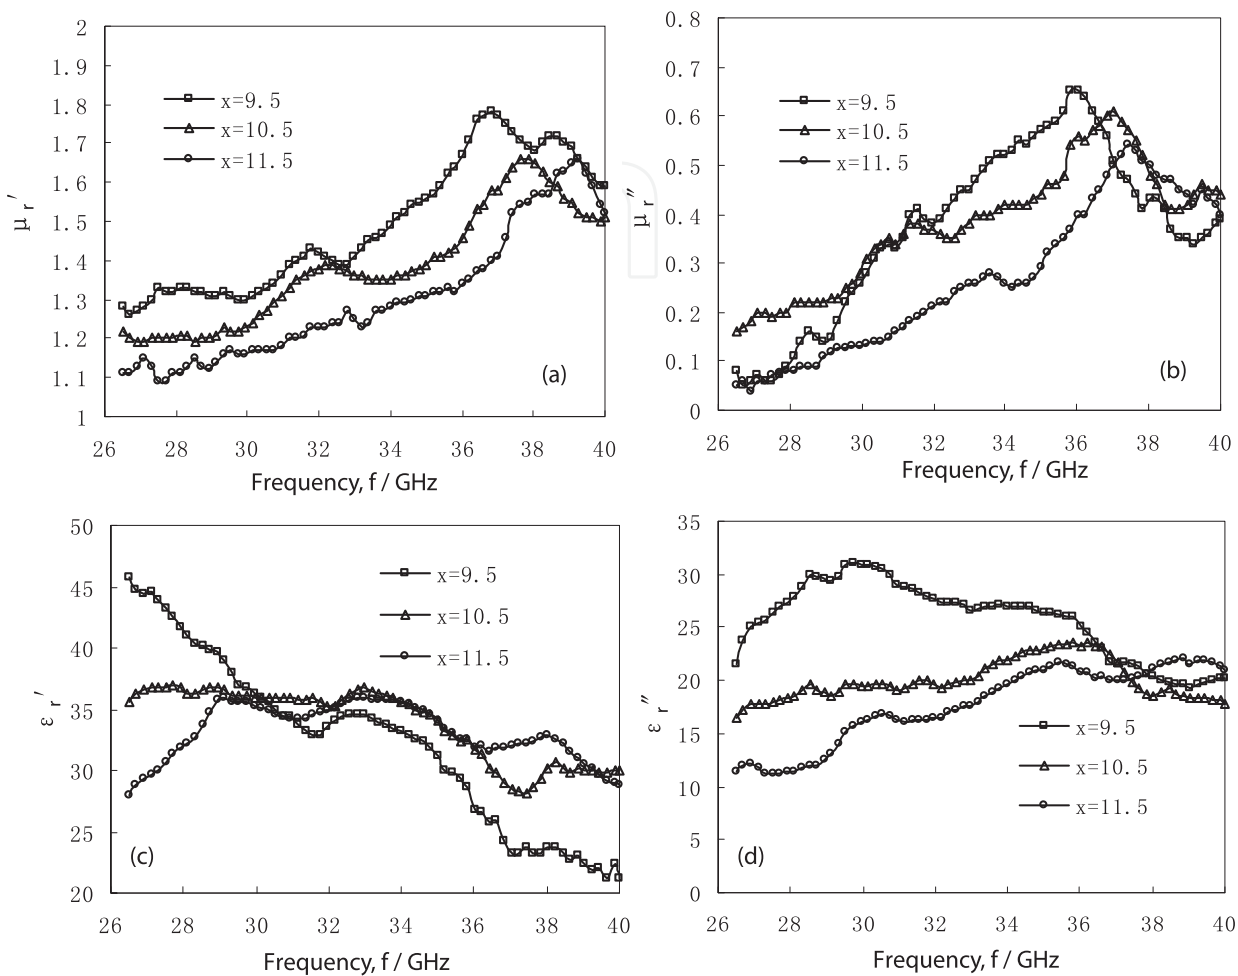 2
1.9
1.8
1.7
1.6
1.5
1.4
1.3
1.2
1.1
1
μr′
x=9.5
x=10.5
x=11.5
(a)
26 28 30 32 34 36 38 40
Frequency, f / GHz
0.8
0.7
0.6
0.5
0.4
0.3
0.2
0.1
0
μr″
x=9.5
x=10.5
x=11.5
(b)
26 28 30 32 34 36 38 40
Frequency, f / GHz
50
45
40
35
30
25
20
εr′
x=9.5
x=10.5
x=11.5
(c)
26 28 30 32 34 36 38 40
Frequency, f / GHz
35
30
25
20
15
10
5
0
εr″
x=9.5
x=10.5
x=11.5
(d)
26 28 30 32 34 36 38 40
Frequency, f / GHz